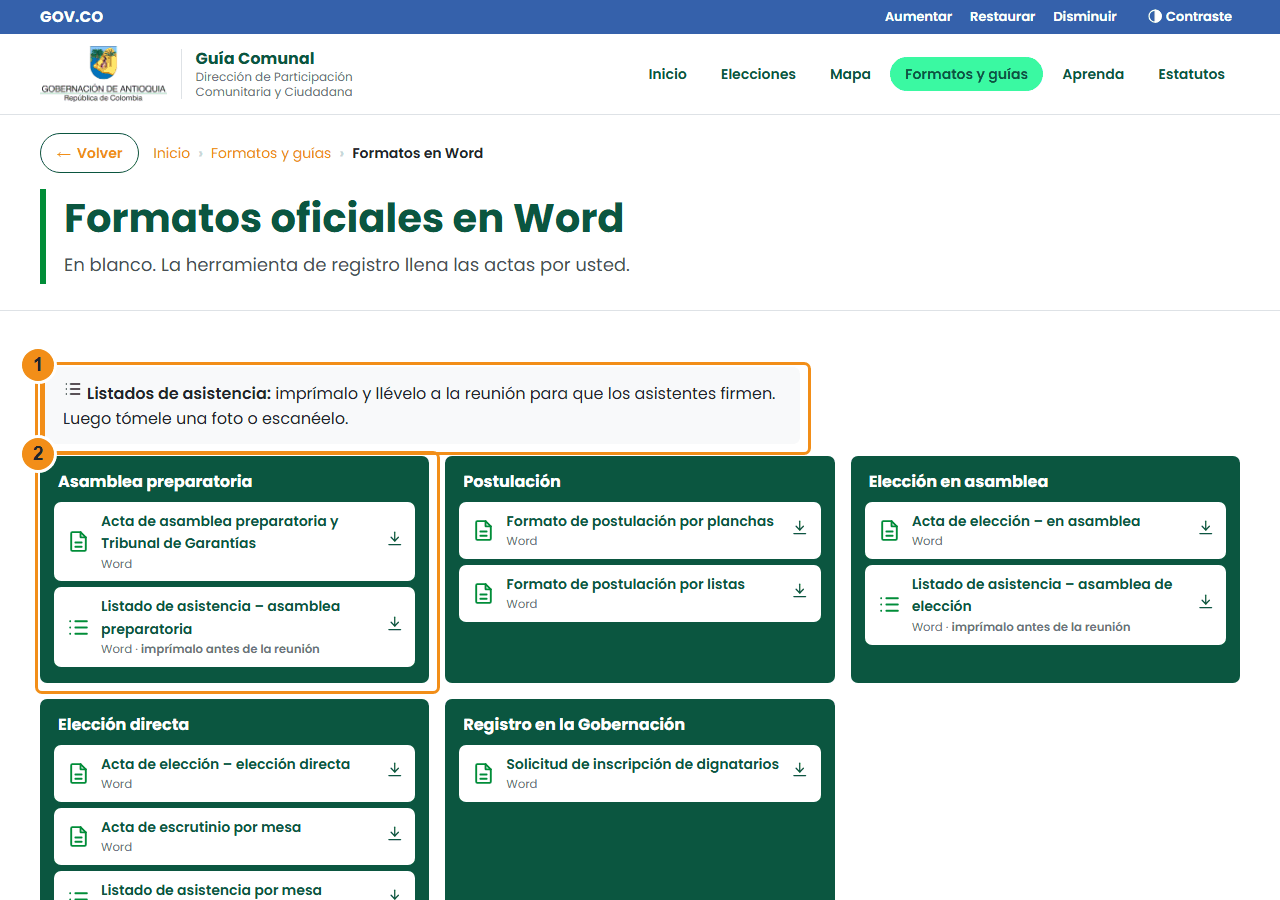 GOV.CO
Aumentar Restaurar Disminuir Contraste
GOBERNACIÓN DE ANTIOQUIA
República de Colombia
Guía Comunal
Dirección de Participación
Comunitaria y Ciudadana
Inicio Elecciones Mapa Formatos y guías Aprenda Estatutos
← Volver Inicio › Formatos y guías › Formatos en Word
Formatos oficiales en Word
En blanco. La herramienta de registro llena las actas por usted.
1
Listados de asistencia: imprímalo y llévelo a la reunión para que los asistentes firmen.
Luego tómele una foto o escanéelo.
2
Asamblea preparatoria
Acta de asamblea preparatoria y
Tribunal de Garantías
Word
Listado de asistencia – asamblea
preparatoria
Word · imprímalo antes de la reunión
Postulación
Formato de postulación por planchas
Word
Formato de postulación por listas
Word
Elección en asamblea
Acta de elección – en asamblea
Word
Listado de asistencia – asamblea de
elección
Word · imprímalo antes de la reunión
Elección directa
Acta de elección – elección directa
Word
Acta de escrutinio por mesa
Word
Listado de asistencia por mesa
Registro en la Gobernación
Solicitud de inscripción de dignatarios
Word